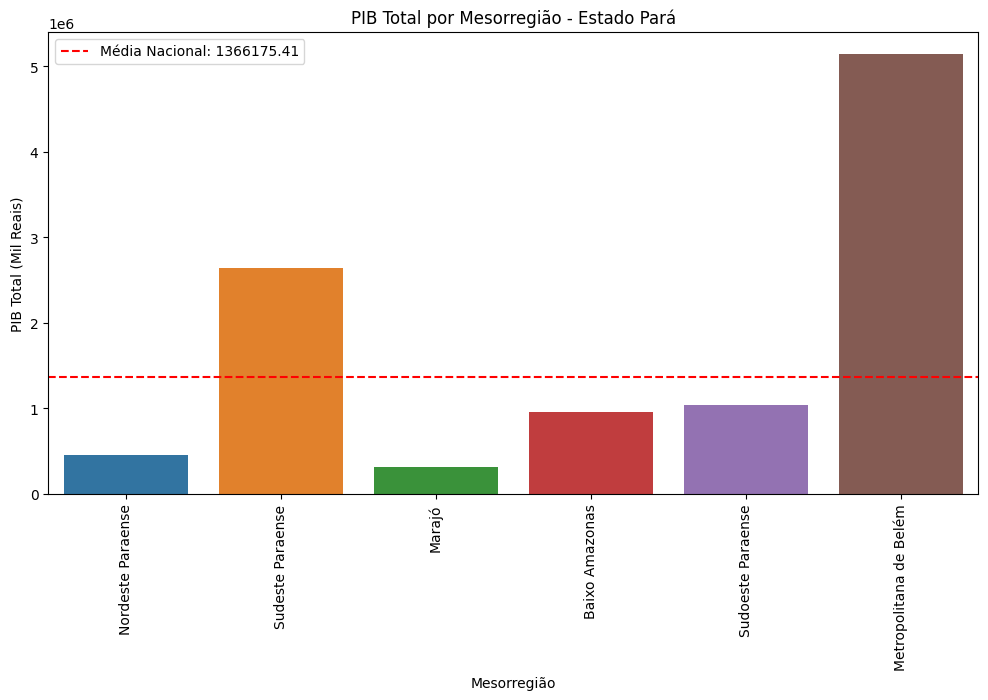 PIB Total por Mesorregião - Estado Pará
1e6
Média Nacional: 1366175.41
PIB Total (Mil Reais)
5
4
3
2
1
0
Nordeste Paraense
Sudeste Paraense
Marajó
Baixo Amazonas
Sudoeste Paraense
Metropolitana de Belém
Mesorregião